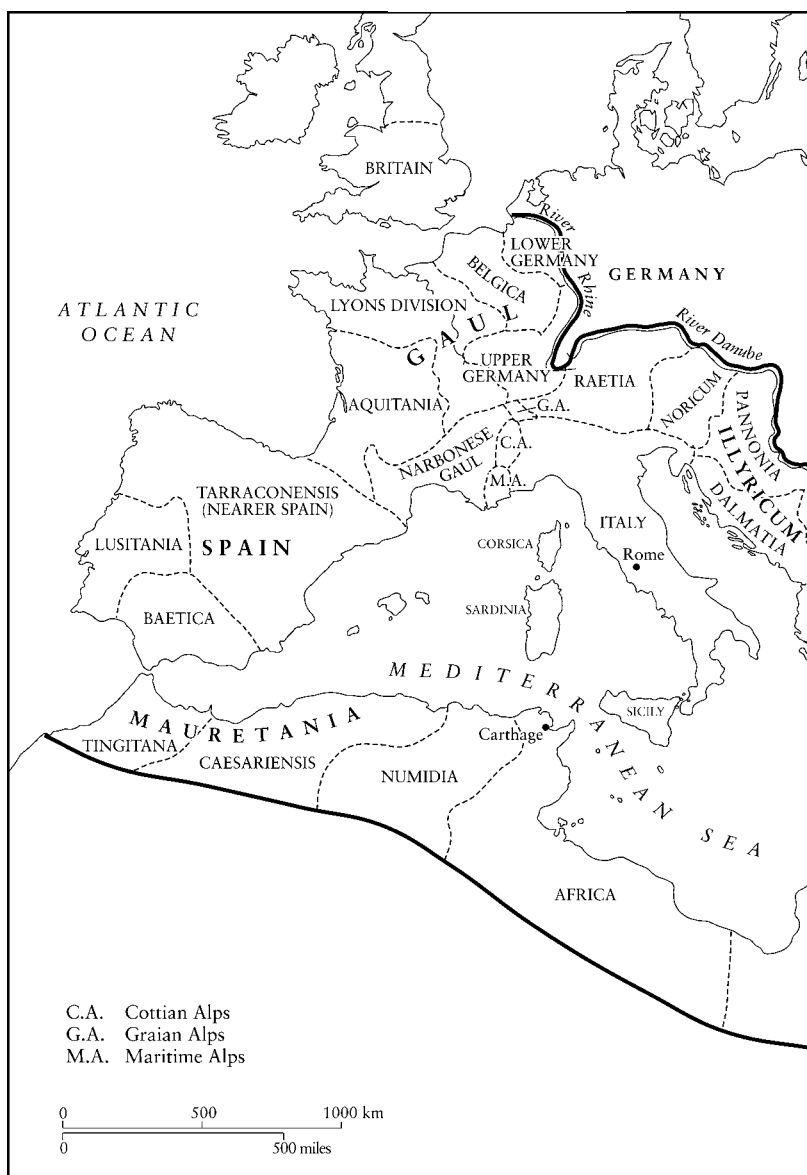 BRITAIN
River
Rhine
LOWER
GERMANY
BELGICA
GERMANY
ATLANTIC
OCEAN
LYONS DIVISION
GAUL
River Danube
UPPER
GERMANY
RAETIA
NORICUM
PANNONIA
ILLYRICUM
DALMATIA
AQUITANIA
G.A.
C.A.
NARBONESE
GAUL
M.A.
TARRACONENSIS
(NEARER SPAIN)
LUSITANIA
SPAIN
BAETICA
ITALY
CORSICA
Rome
SARDINIA
MEDITERRANEAN SEA
SICILY
MAURETANIA
TINGITANA
CAESARIENSIS
Carthage
NUMIDIA
AFRICA
C.A. Cottian Alps
G.A. Graian Alps
M.A. Maritime Alps
0 500 1000 km
0 500 miles